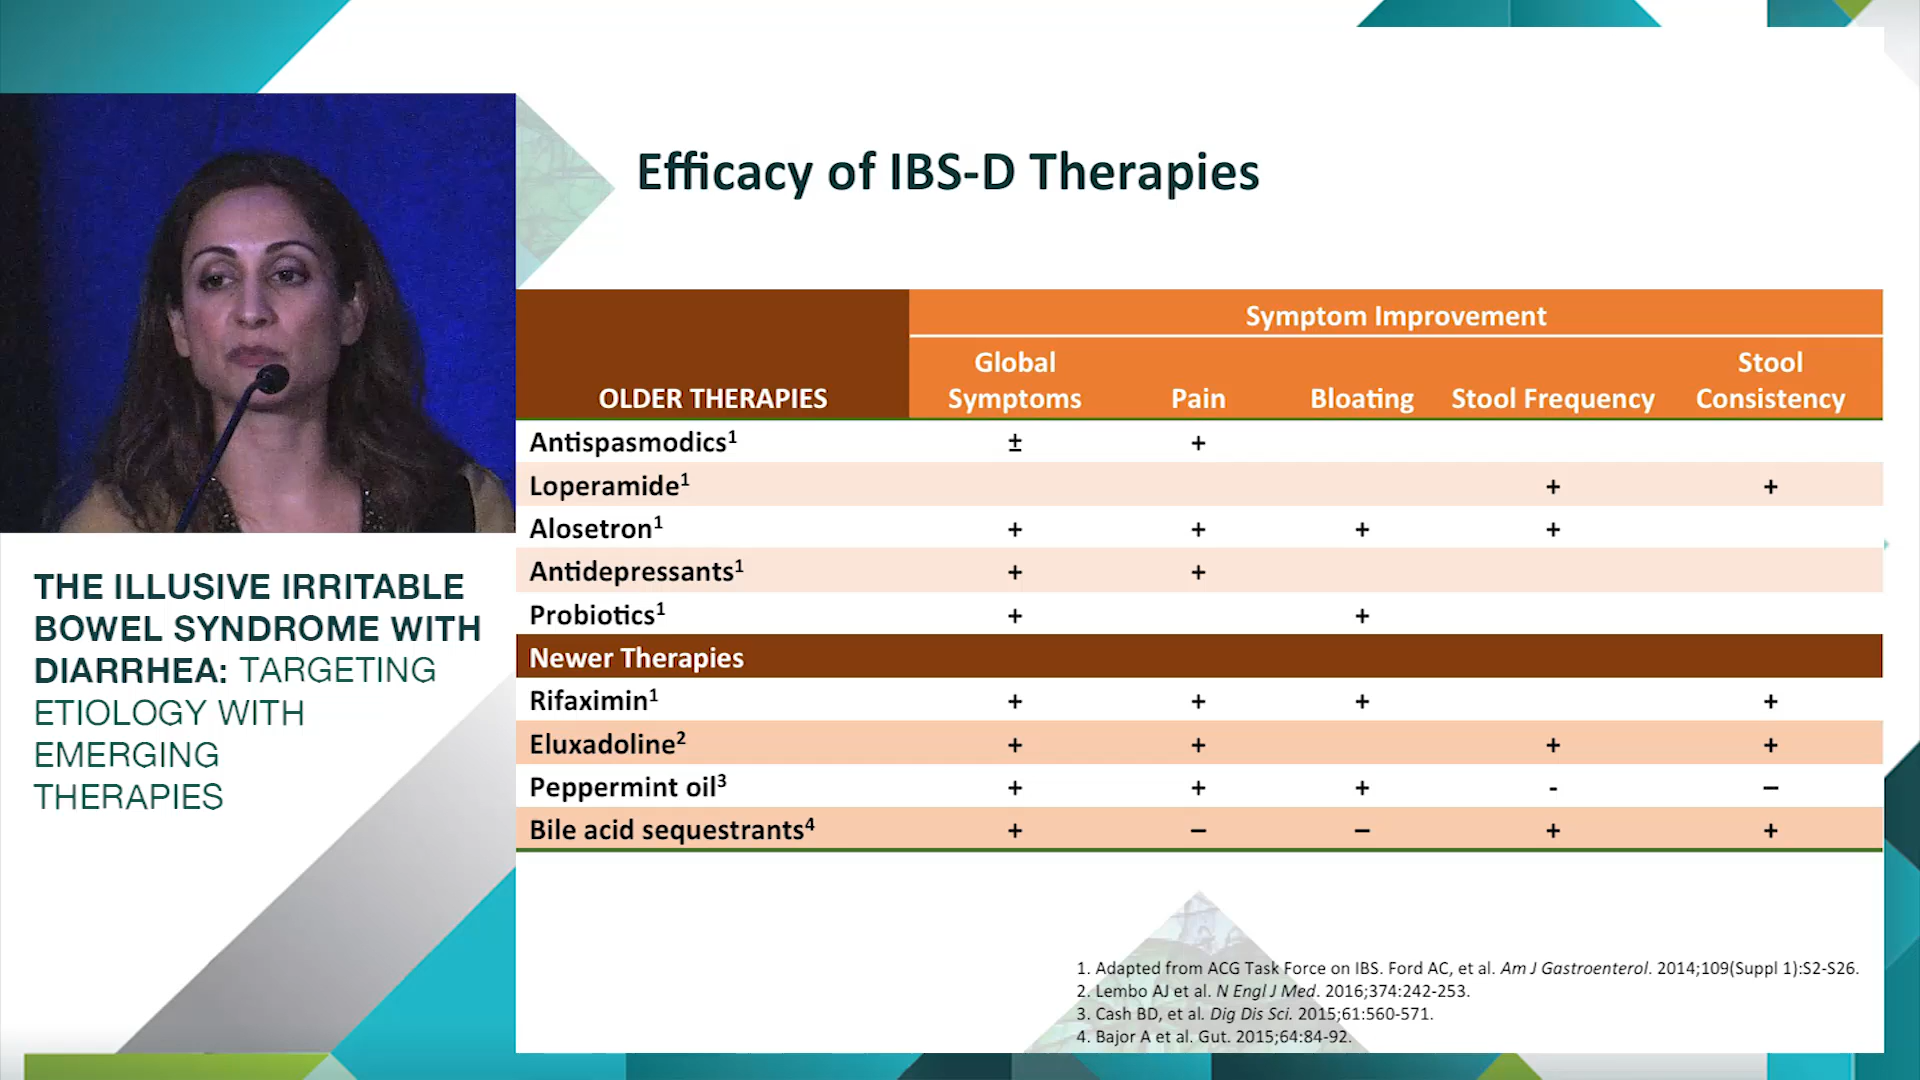 Efficacy of IBS-D Therapies
Symptom Improvement
OLDER THERAPIES Global Symptoms Pain Bloating Stool Frequency Stool Consistency
Antispasmodics¹ ± +
Loperamide¹ + +
Alosetron¹ + + + +
Antidepressants¹ + +
Probiotics¹ + +
Newer Therapies
Rifaximin¹ + + + +
Eluxadoline² + + + +
Peppermint oil³ + + + - –
Bile acid sequestrants⁴ + – – + +
1. Adapted from ACG Task Force on IBS. Ford AC, et al. Am J Gastroenterol. 2014;109(Suppl 1):S2-S26.
2. Lembo AJ et al. N Engl J Med. 2016;374:242-253.
3. Cash BD, et al. Dig Dis Sci. 2015;61:560-571.
4. Bajor A et al. Gut. 2015;64:84-92.
THE ILLUSIVE IRRITABLE
BOWEL SYNDROME WITH
DIARRHEA: TARGETING
ETIOLOGY WITH
EMERGING
THERAPIES